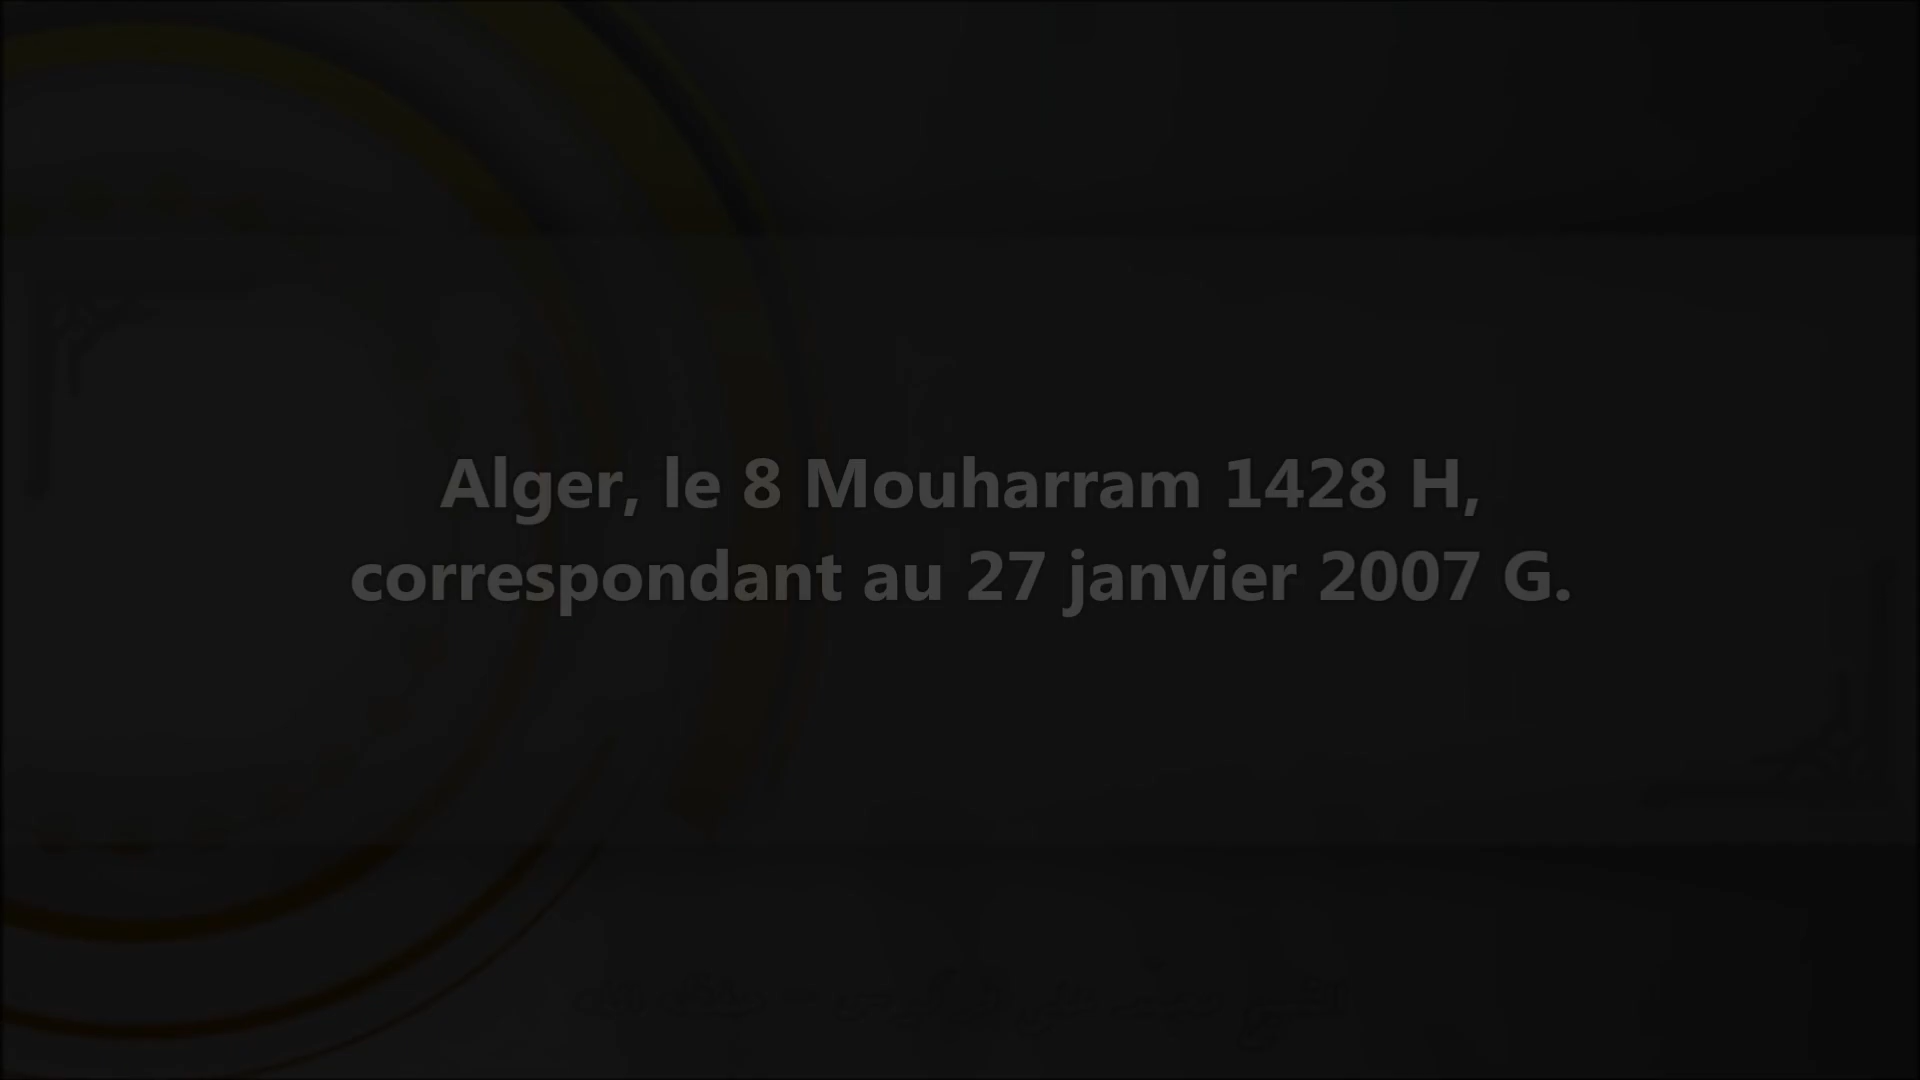 Alger, le 8 Mouharram 1428 H,
correspondant au 27 janvier 2007 G.